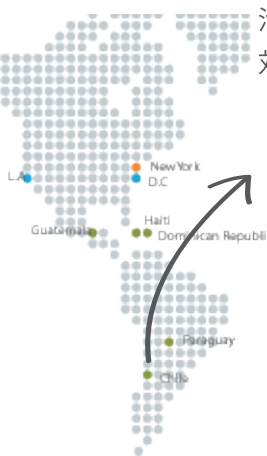 L.A
New York
D.C
Haiti
Guatemala
Dominican Republi
Paraguay
Chile